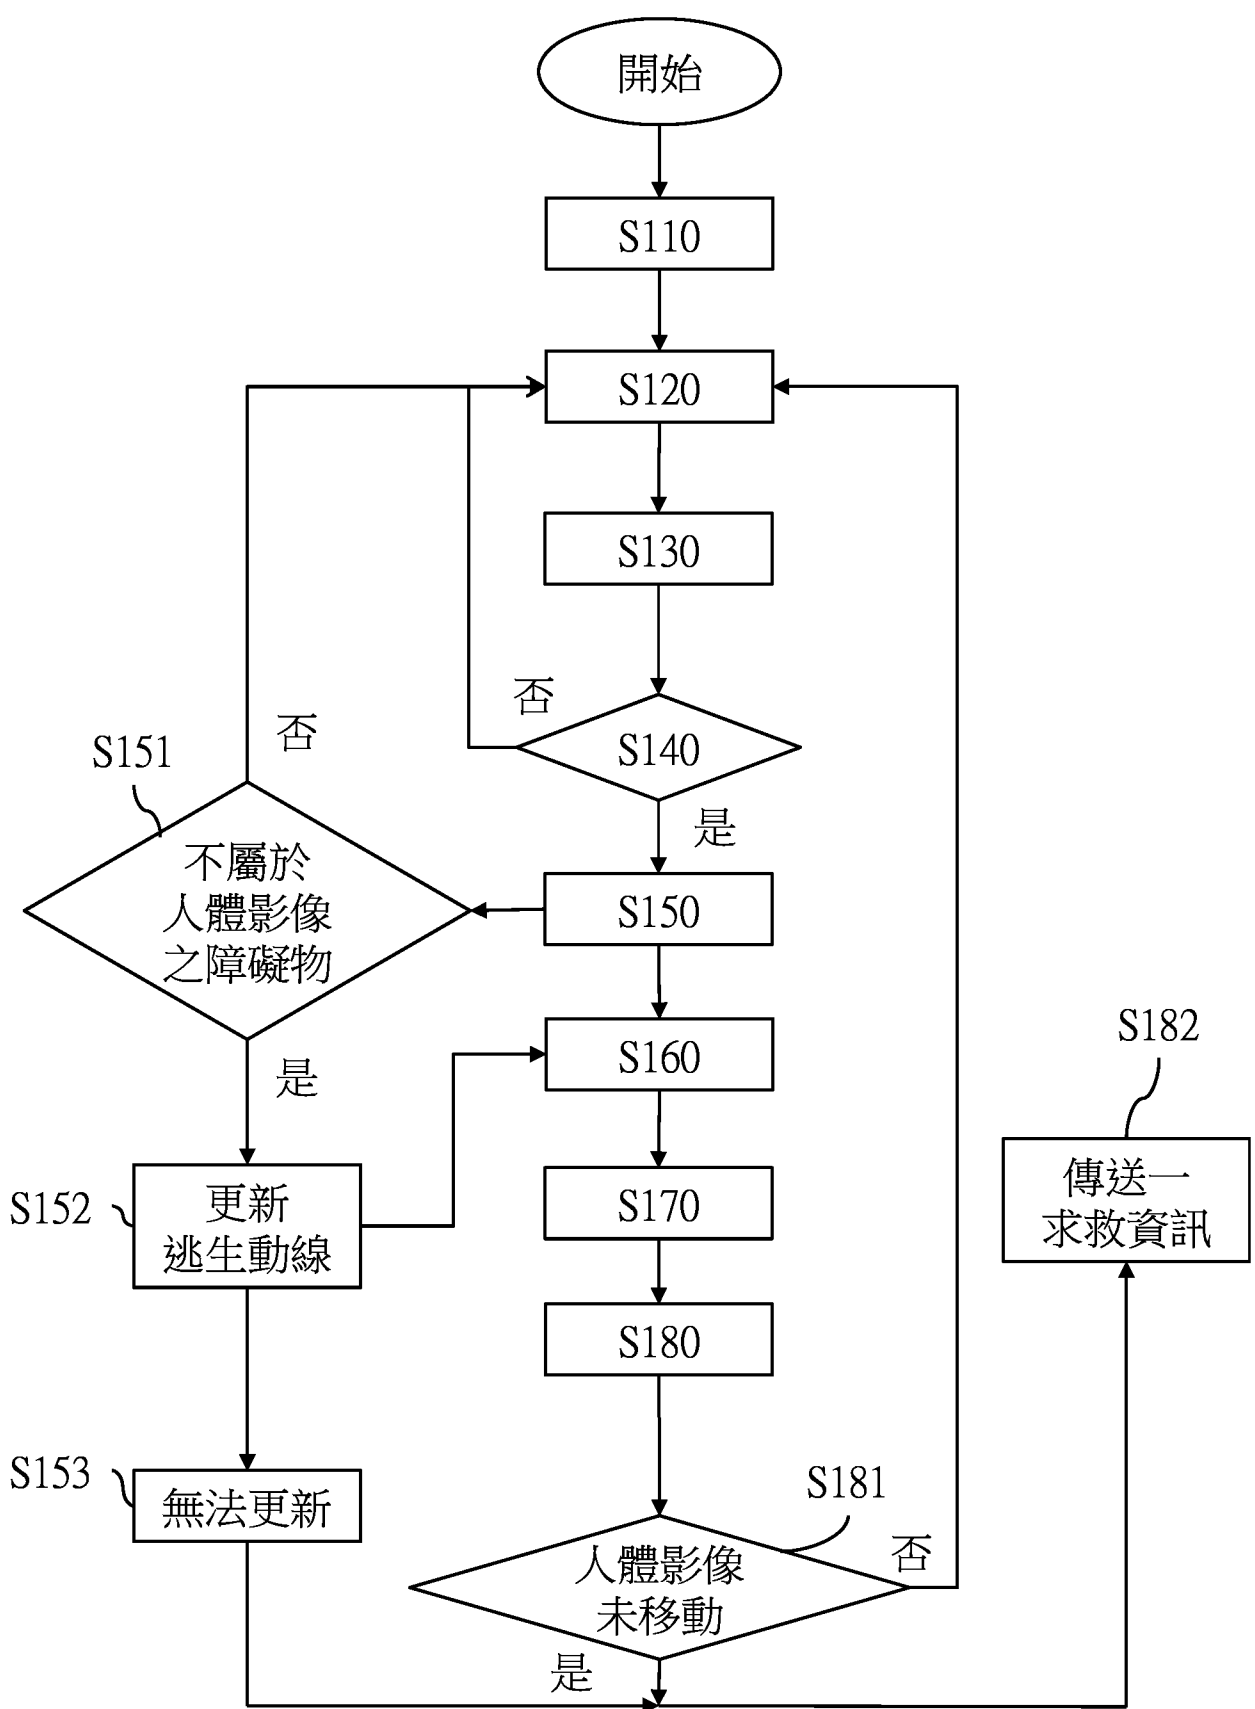 開始
S110
S120
S130
否
S140
否
S151
是
不屬於
人體影像
之障礙物
S150
S160
是
S182
傳送一
求救資訊
S152
更新
逃生動線
S170
S180
S153
無法更新
S181
否
人體影像
未移動
是